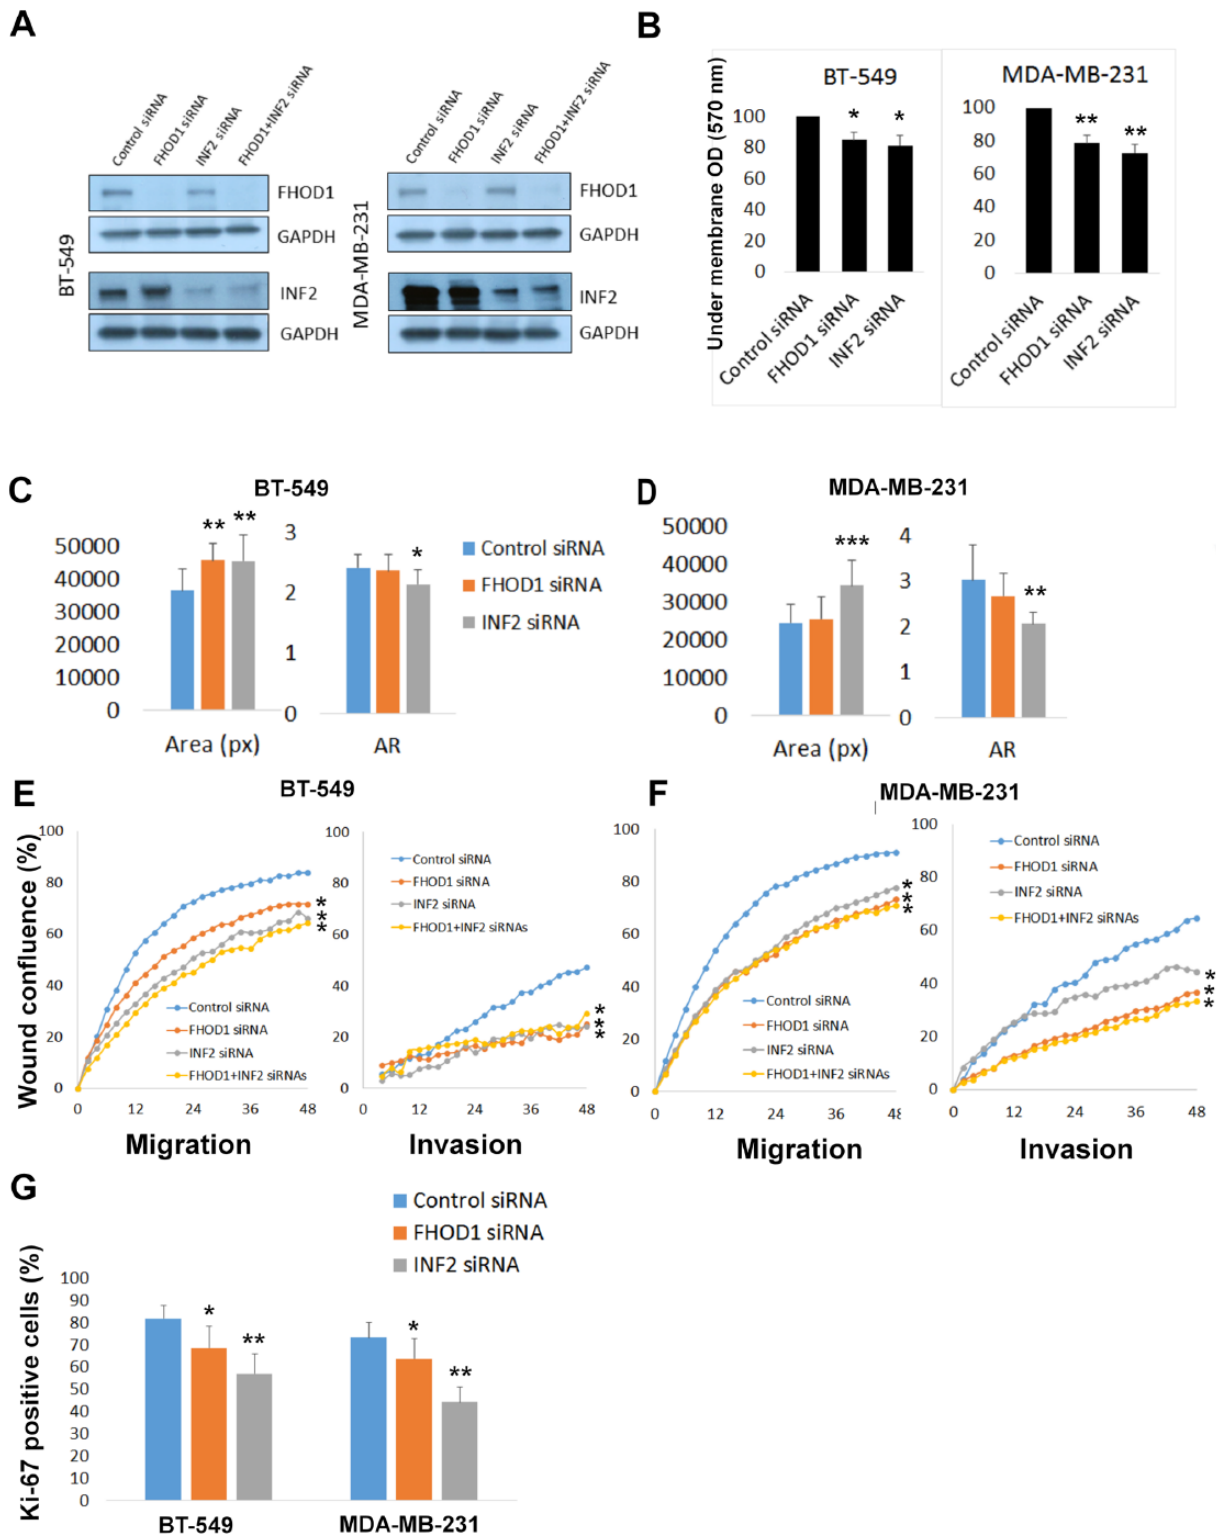 A
Control siRNA
FHOD1 siRNA
INF2 siRNA
FHOD1+INF2 siRNA
FHOD1
GAPDH
INF2
GAPDH
BT-549
Control siRNA
FHOD1 siRNA
INF2 siRNA
FHOD1+INF2 siRNA
FHOD1
GAPDH
INF2
GAPDH
MDA-MB-231
B
Under membrane OD (570 nm)
BT-549
100
80
60
40
20
0
* *
Control siRNA
FHOD1 siRNA
INF2 siRNA
MDA-MB-231
100
80
60
40
20
0
** **
Control siRNA
FHOD1 siRNA
INF2 siRNA
C
BT-549
50000
40000
30000
20000
10000
0
** **
Area (px)
3
2
1
0
*
AR
Control siRNA
FHOD1 siRNA
INF2 siRNA
D
MDA-MB-231
50000
40000
30000
20000
10000
0
***
Area (px)
4
3
2
1
0
**
AR
E
BT-549
Wound confluence (%)
100
80
60
40
20
0
Control siRNA
FHOD1 siRNA
INF2 siRNA
FHOD1+INF2 siRNAs
*
*
*
0 12 24 36 48
Migration
100
80
60
40
20
0
Control siRNA
FHOD1 siRNA
INF2 siRNA
FHOD1+INF2 siRNAs
*
*
*
0 12 24 36 48
Invasion
F
MDA-MB-231
100
80
60
40
20
0
Control siRNA
FHOD1 siRNA
INF2 siRNA
FHOD1+INF2 siRNAs
*
*
*
0 12 24 36 48
Migration
100
80
60
40
20
0
Control siRNA
FHOD1 siRNA
INF2 siRNA
FHOD1+INF2 siRNAs
*
*
*
0 12 24 36 48
Invasion
G
Control siRNA
FHOD1 siRNA
INF2 siRNA
Ki-67 positive cells (%)
100
90
80
70
60
50
40
30
20
10
0
* **
* **
BT-549 MDA-MB-231